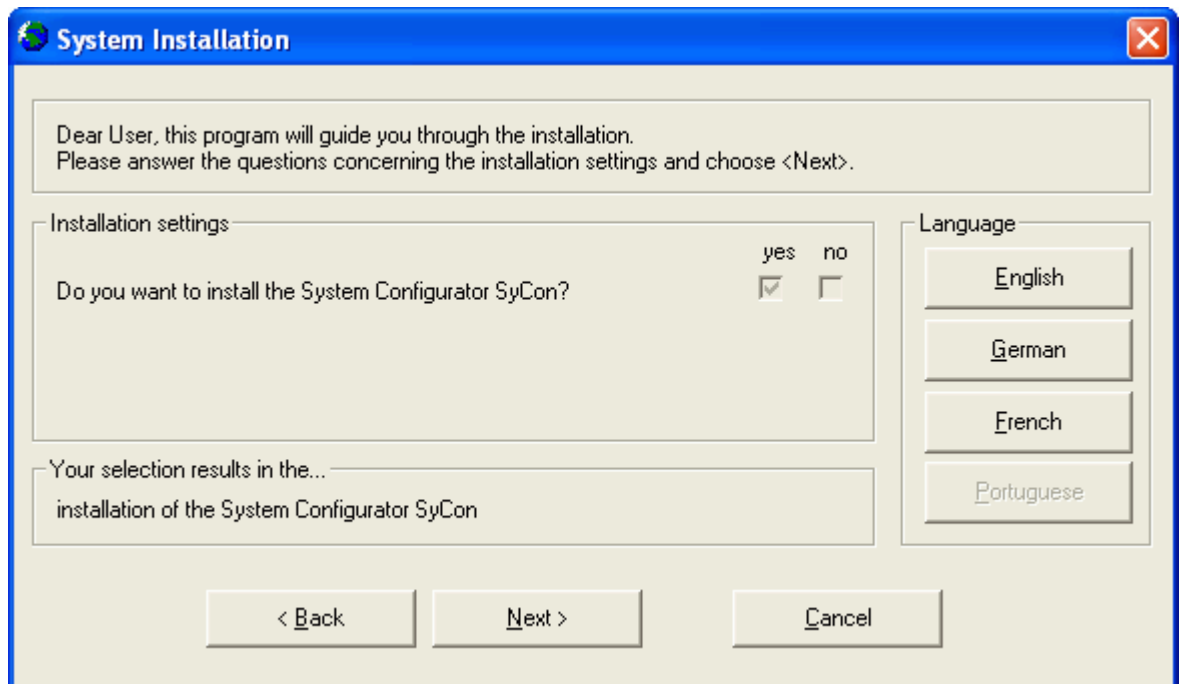 System Installation
Dear User, this program will guide you through the installation.
Please answer the questions concerning the installation settings and choose <Next>.
Installation settings
yes no
Do you want to install the System Configurator SyCon?
Your selection results in the...
installation of the System Configurator SyCon
Language
English
German
French
Portuguese
< Back
Next >
Cancel